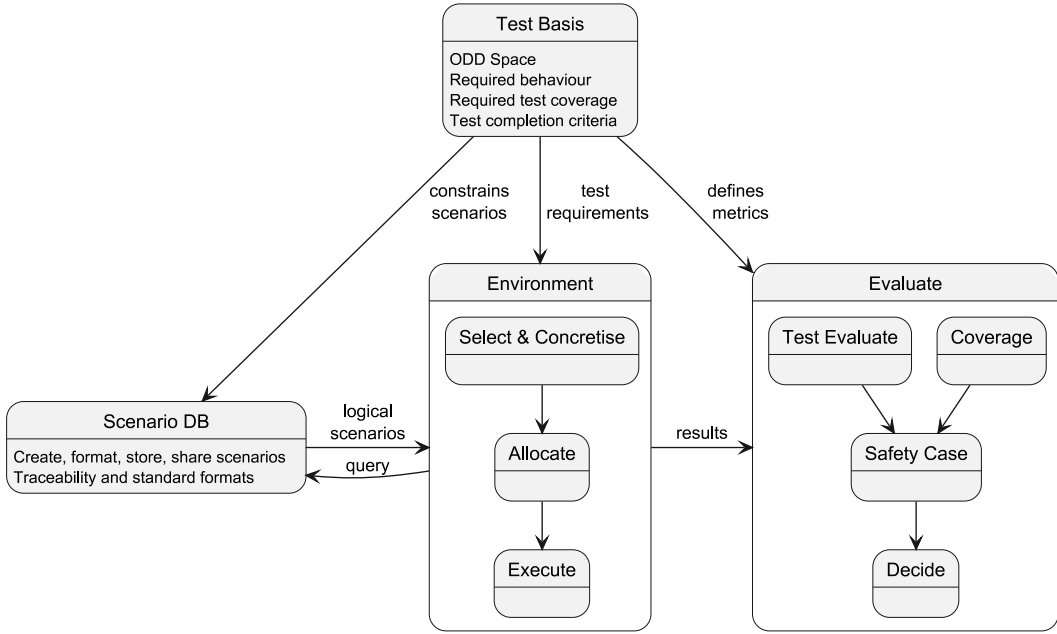 Test Basis
ODD Space
Required behaviour
Required test coverage
Test completion criteria
constrains
scenarios
test
requirements
defines
metrics
Environment
Select & Concretise
Allocate
Execute
Evaluate
Test Evaluate
Coverage
Safety Case
Decide
Scenario DB
Create, format, store, share scenarios
Traceability and standard formats
logical
scenarios
query
results